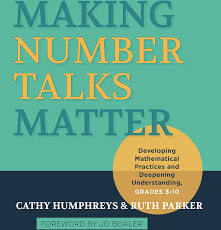 MAKING
NUMBER
TALKS
MATTER
Developing
Mathematical
Practices and
Deepening
Understanding,
GRADES 3-10
CATHY HUMPHREYS & RUTH PARKER
FOREWORD BY JO BOALER